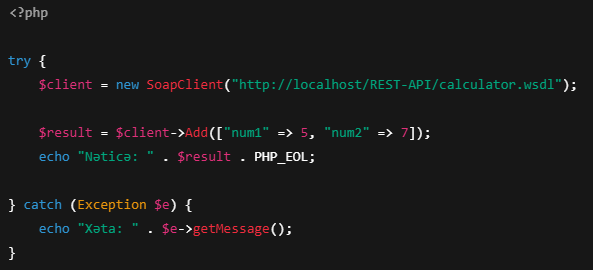 <?php
try {
$client = new SoapClient("http://localhost/REST-API/calculator.wsdl");
$result = $client->Add(["num1" => 5, "num2" => 7]);
echo "Nəticə: " . $result . PHP_EOL;
} catch (Exception $e) {
echo "Xəta: " . $e->getMessage();
}